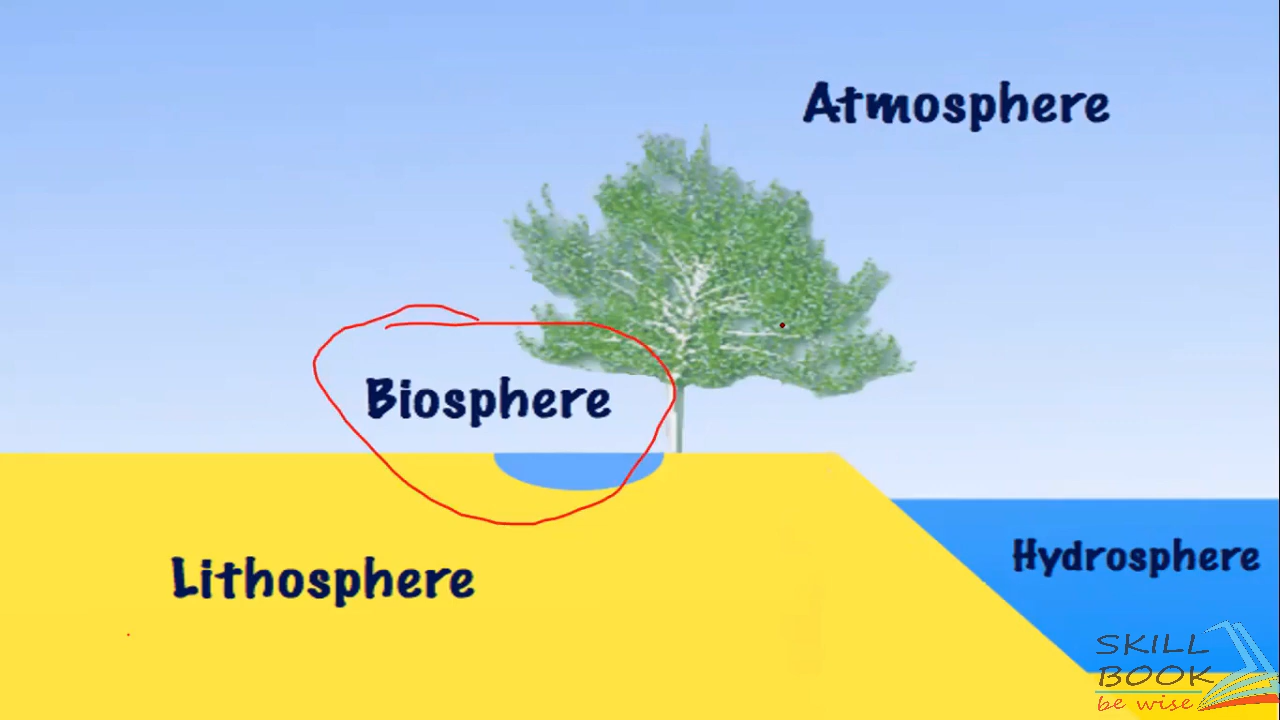 Atmosphere
Biosphere
Hydrosphere
Lithosphere
SKILL
BOOK
be wise